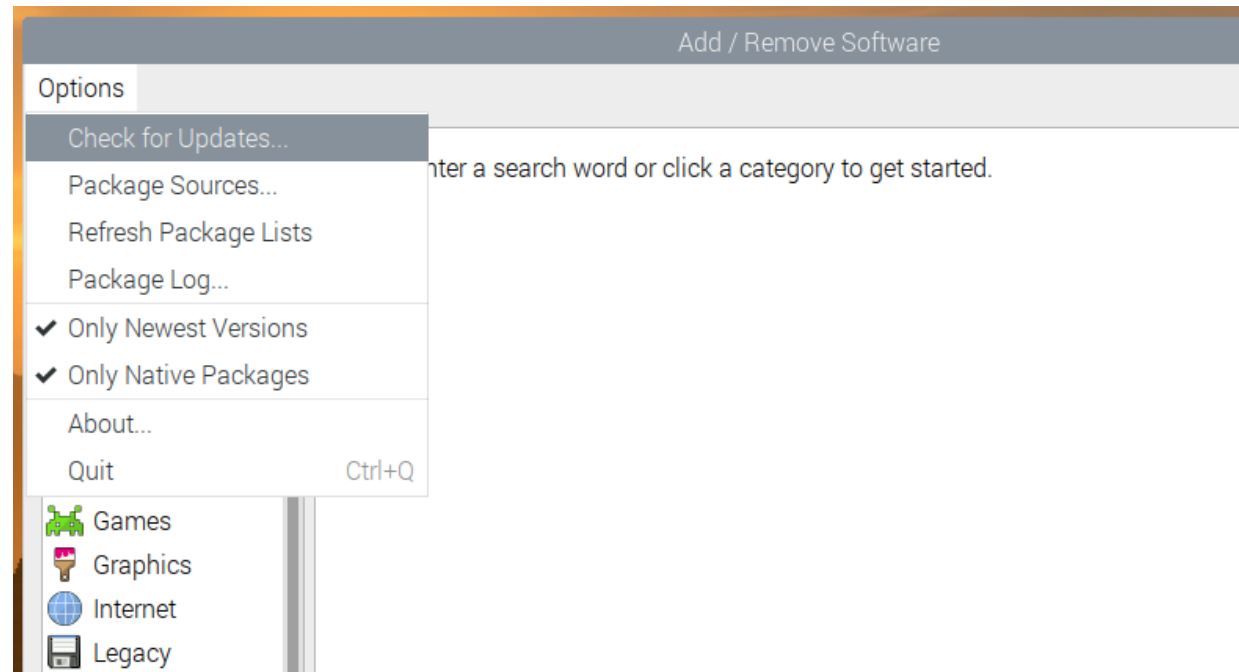 Add / Remove Software
Options
Check for Updates...
nter a search word or click a category to get started.
Package Sources...
Refresh Package Lists
Package Log...
Only Newest Versions
Only Native Packages
About...
Quit Ctrl+Q
Games
Graphics
Internet
Legacy